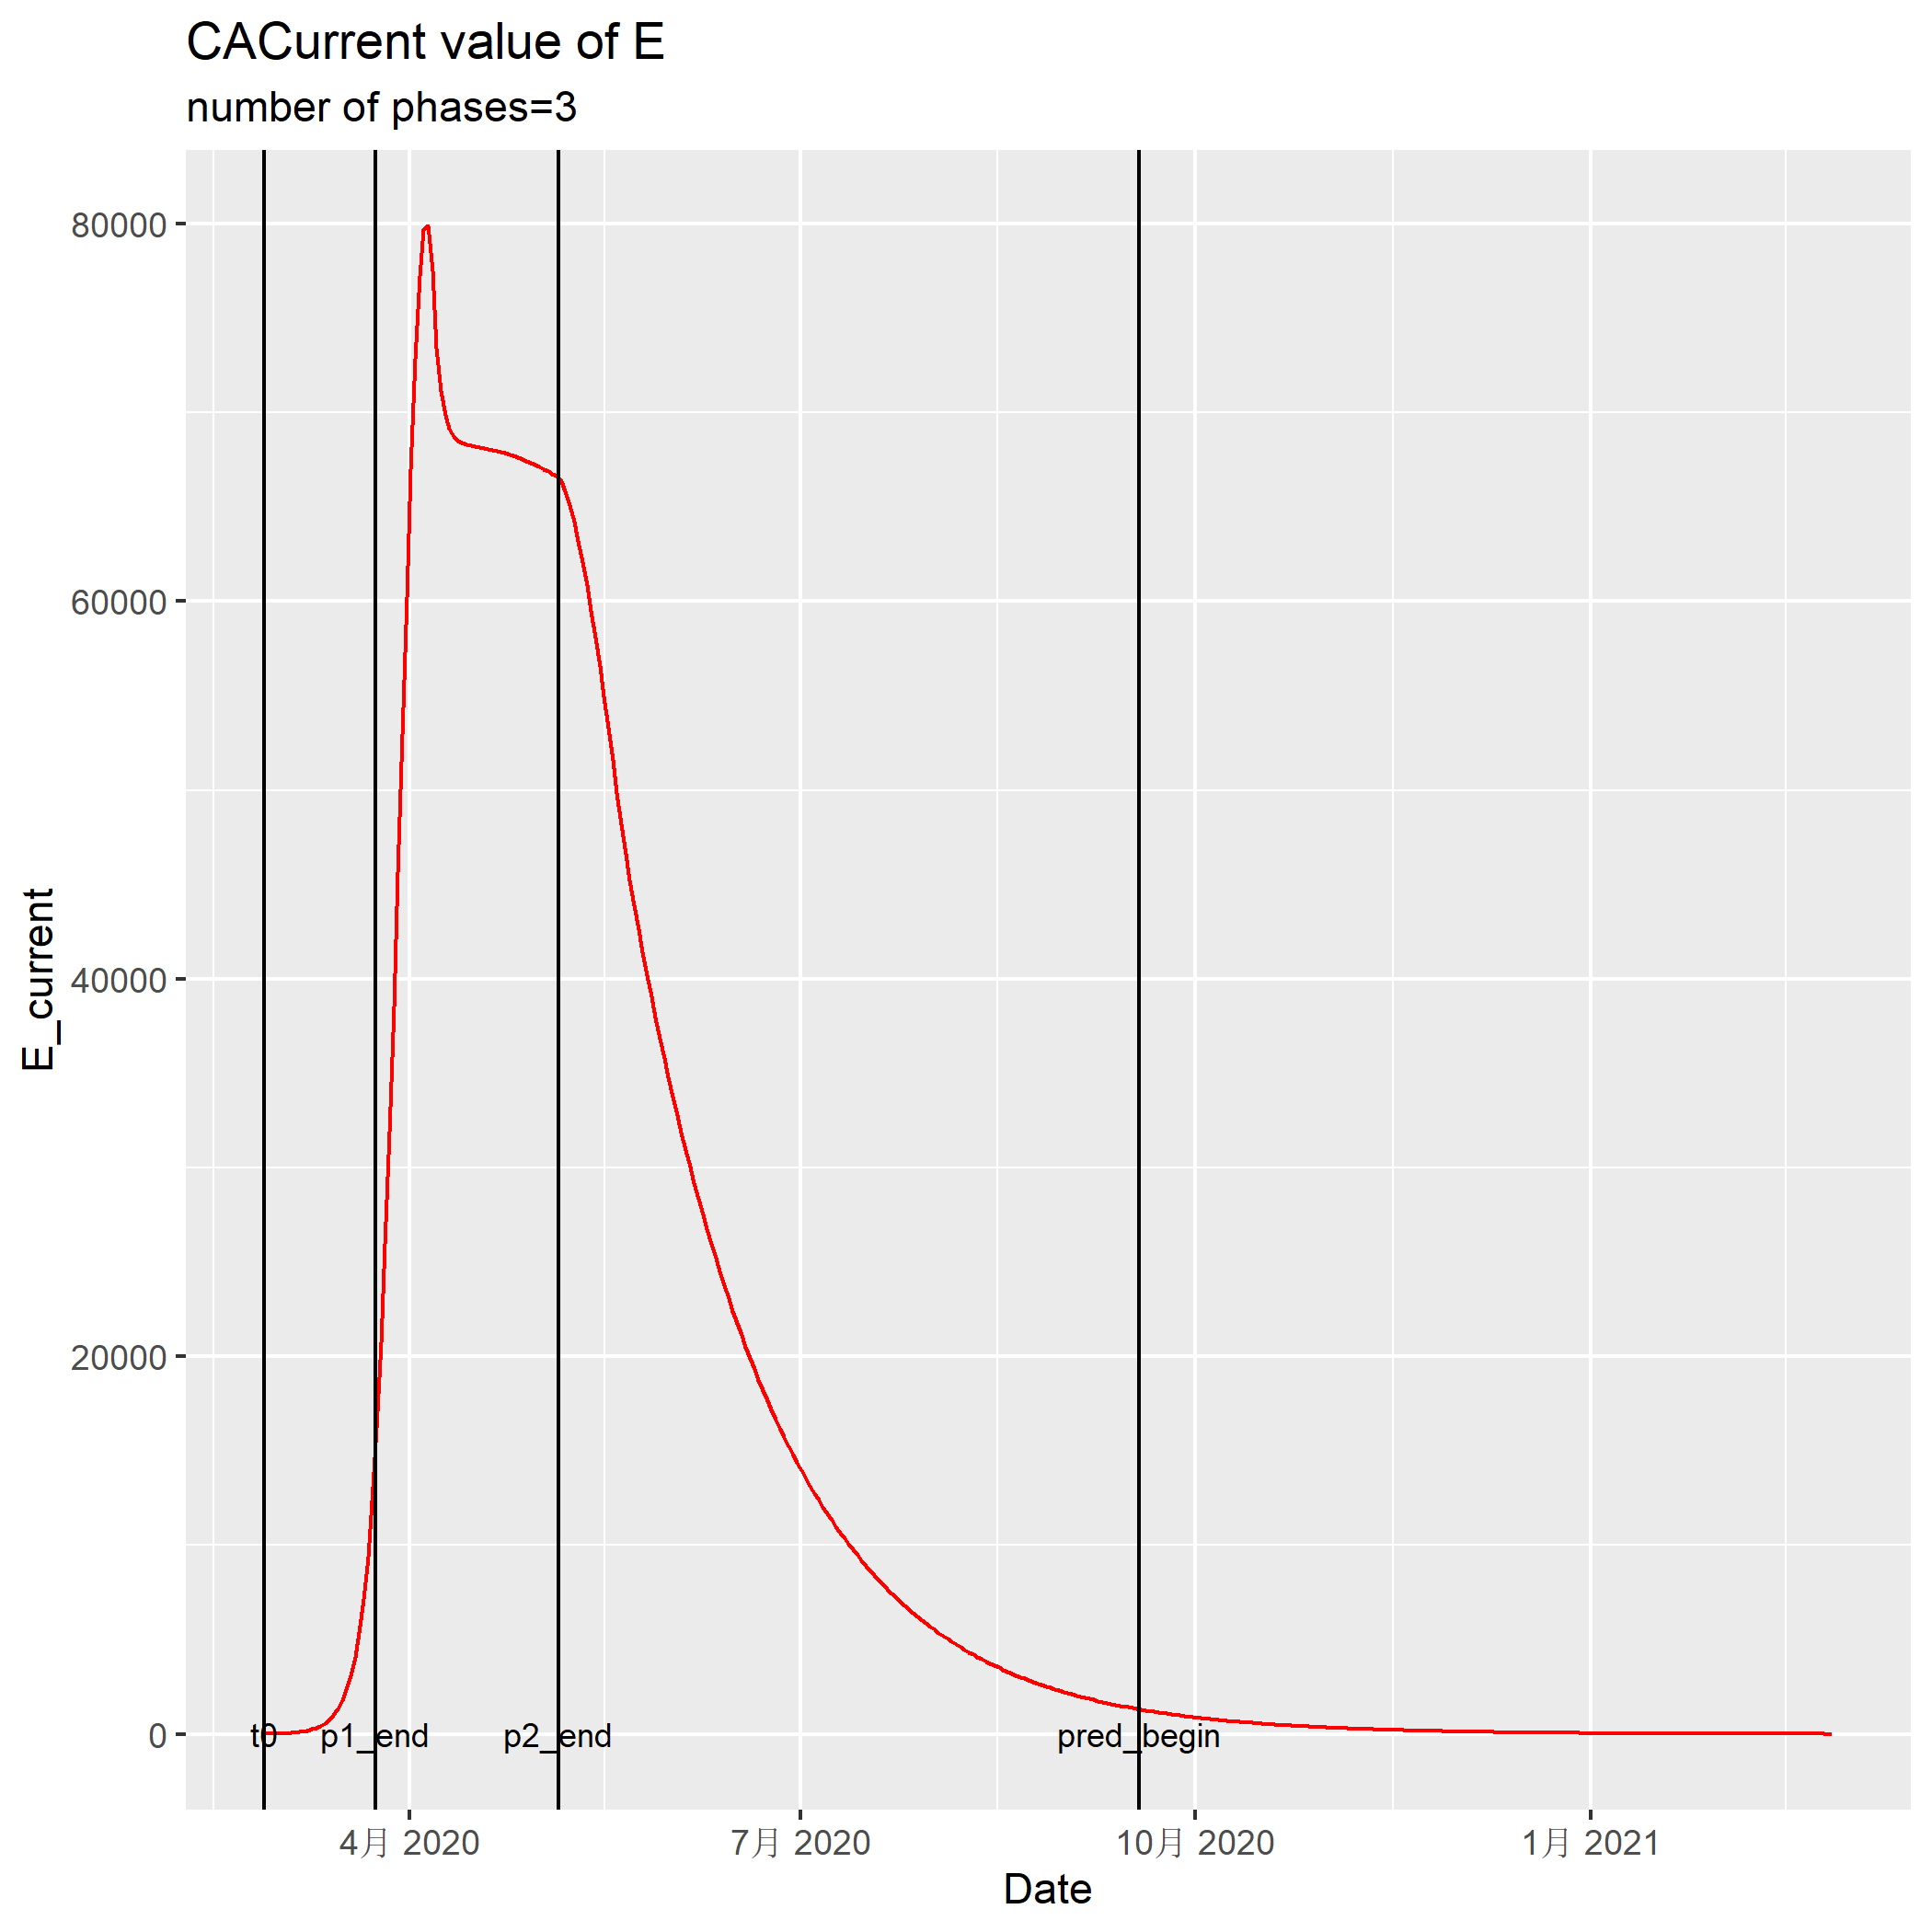 CACurrent value of E
number of phases=3
E_current
80000
60000
40000
20000
0
t0 p1_end p2_end pred_begin
4月 2020 7月 2020 10月 2020 1月 2021
Date